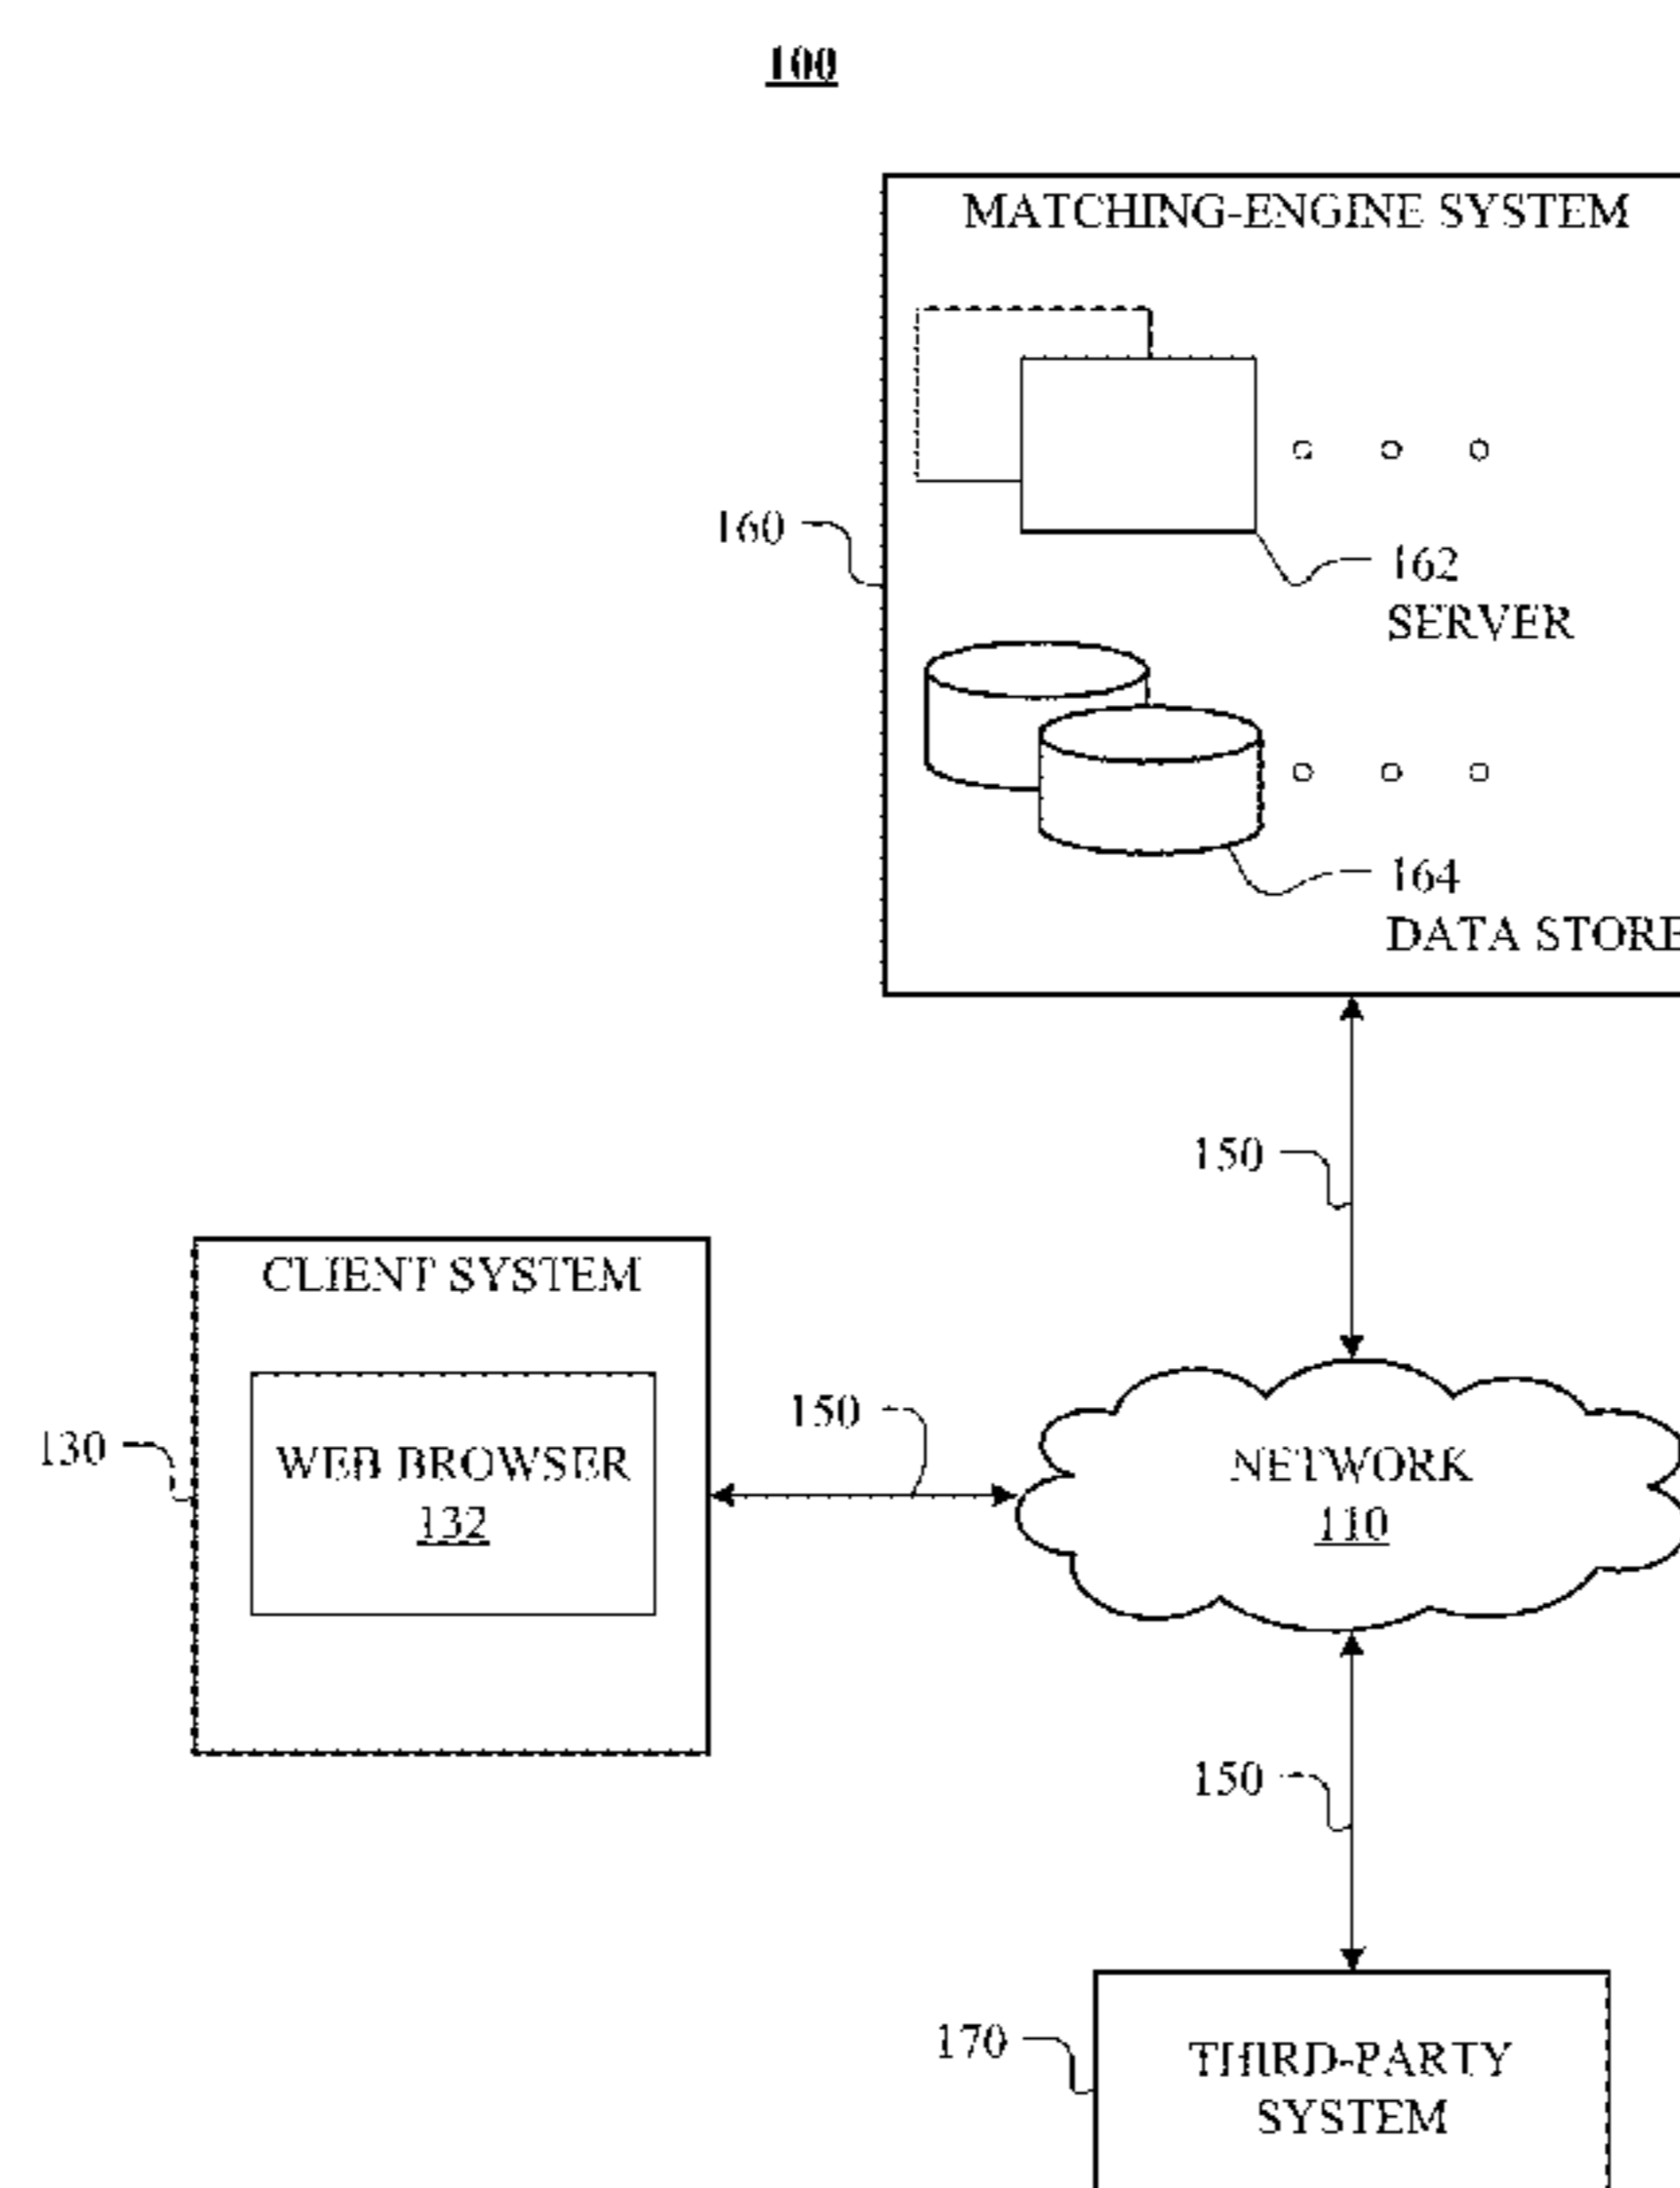 100
MATCHING-ENGINE SYSTEM
160
162
SERVER
164
DATA STORE
150
CLIENT SYSTEM
130
WEB BROWSER
132
150
NETWORK
110
150
170
THIRD-PARTY
SYSTEM